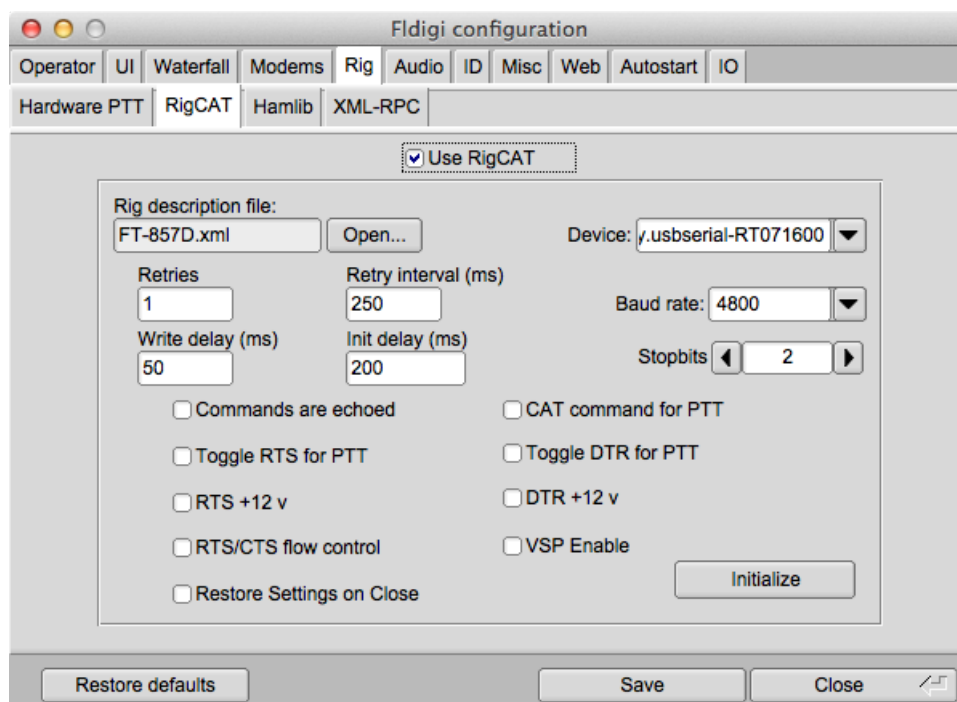 Fldigi configuration
Operator UI Waterfall Modems Rig Audio ID Misc Web Autostart IO
Hardware PTT RigCAT Hamlib XML-RPC
Use RigCAT
Rig description file:
FT-857D.xml Open... Device: y.usbserial-RT071600
Retries Retry interval (ms)
1 250 Baud rate: 4800
Write delay (ms) Init delay (ms)
50 200 Stopbits 2
Commands are echoed CAT command for PTT
Toggle RTS for PTT Toggle DTR for PTT
RTS +12 v DTR +12 v
RTS/CTS flow control VSP Enable
Restore Settings on Close Initialize
Restore defaults Save Close